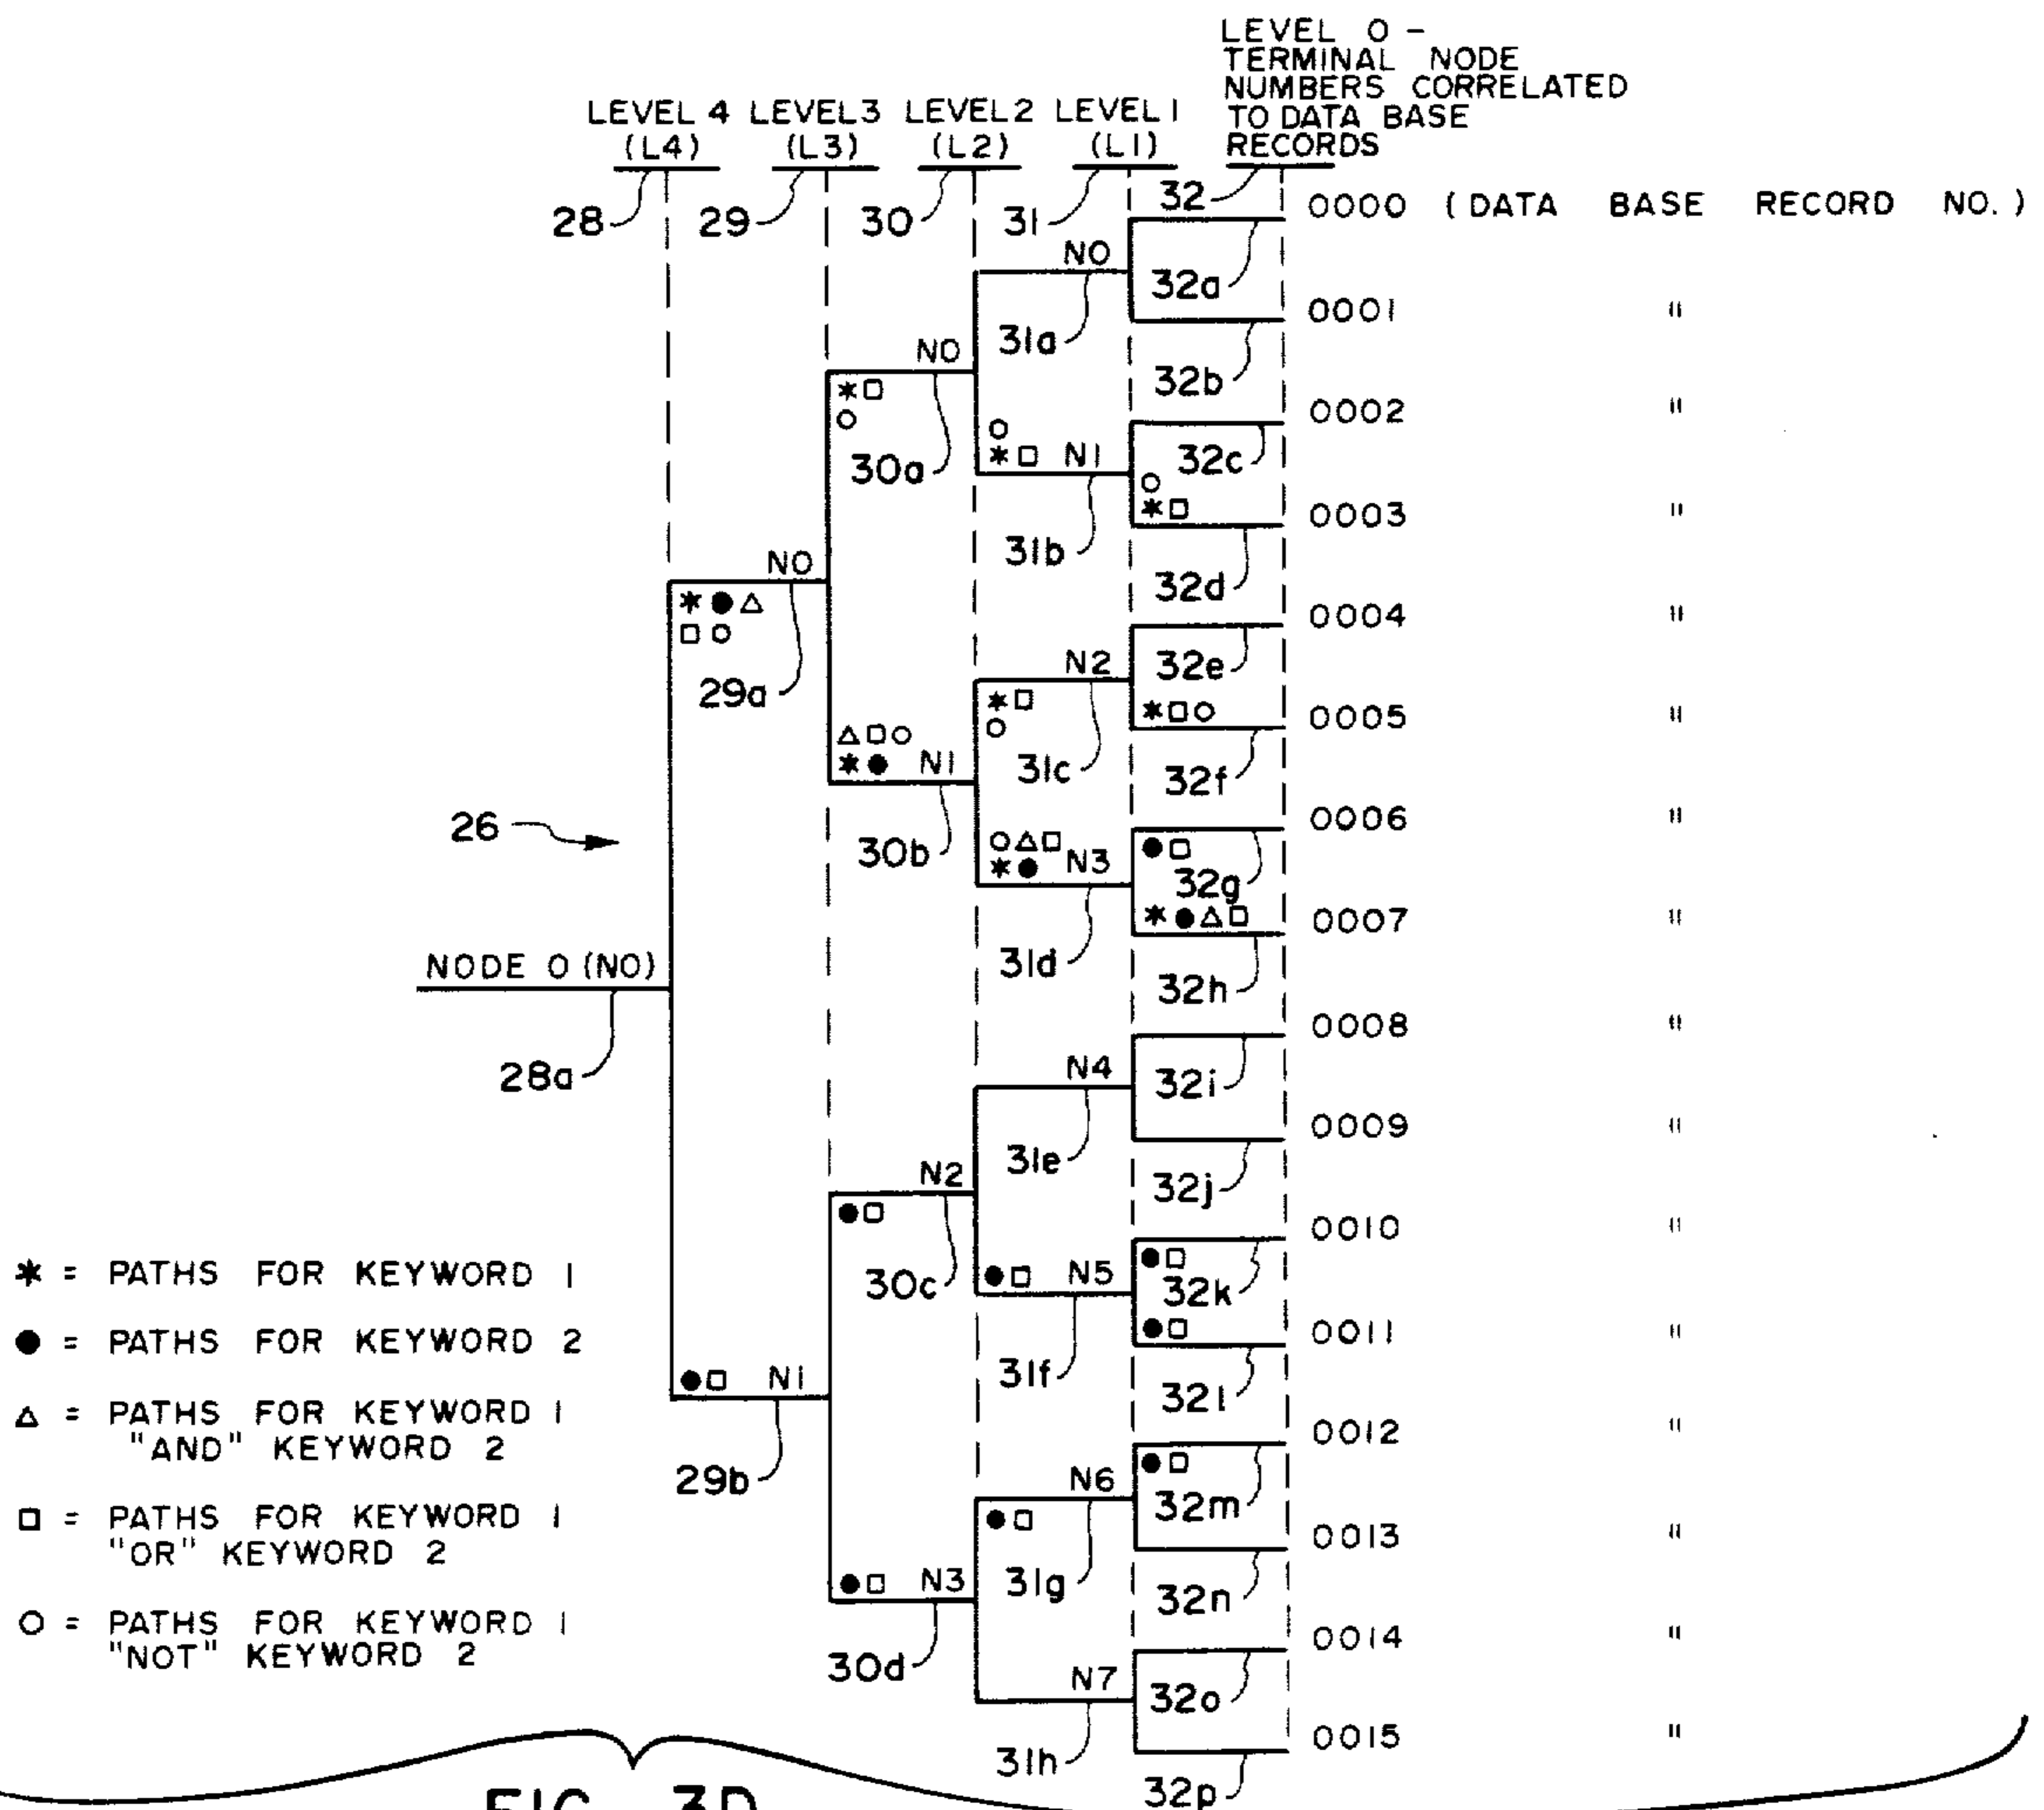 LEVEL 0 -
TERMINAL NODE
NUMBERS CORRELATED
TO DATA BASE
RECORDS
LEVEL 4 LEVEL 3 LEVEL 2 LEVEL 1
(L4) (L3) (L2) (L1)
28 29 30 31 32
0000 (DATA BASE RECORD NO.)
N0
32a
0001 "
31a
N0
32b
0002 "
N1 32c
30a
0003 "
31b
N0
32d
0004 "
N2 32e
29a
0005 "
N1 31c
32f
0006 "
26
30b N3
32g
0007 "
NODE 0 (N0)
31d
32h
0008 "
28a
N4 32i
0009 "
31e
N2
32j
0010 "
* = PATHS FOR KEYWORD 1
30c N5 32k
● = PATHS FOR KEYWORD 2
0011 "
31f
N1
32l
△ = PATHS FOR KEYWORD 1
"AND" KEYWORD 2
0012 "
29b
N6 32m
□ = PATHS FOR KEYWORD 1
"OR" KEYWORD 2
0013 "
N3 31g
32n
○ = PATHS FOR KEYWORD 1
"NOT" KEYWORD 2
0014 "
30d
N7 32o
0015 "
31h
32p
FIG. 3D